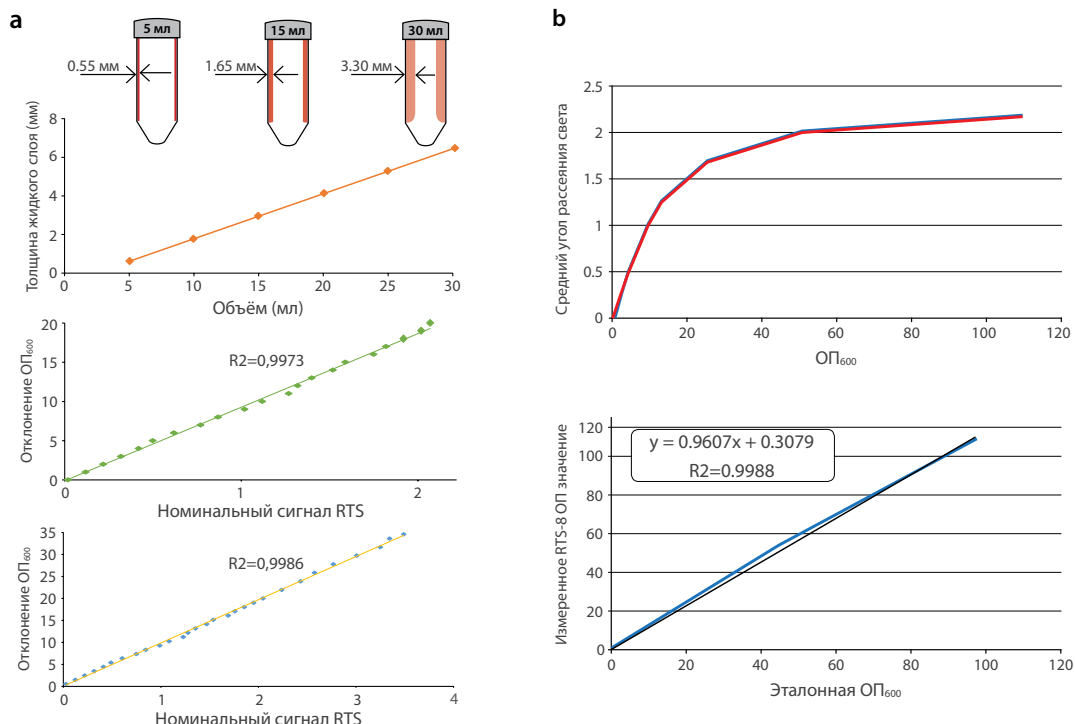 a
5 мл
15 мл
30 мл
0.55 мм
1.65 мм
3.30 мм
Толщина жидкого слоя (мм)
8
6
4
2
0
0
5
10
15
20
25
30
Объём (мл)
Отклонение ОП₆₀₀
20
15
10
5
0
R2=0,9973
0
1
2
Номинальный сигнал RTS
Отклонение ОП₆₀₀
35
30
25
20
15
10
5
0
R2=0,9986
0
1
2
3
4
Номинальный сигнал RTS
b
Средний угол рассеяния света
2.5
2
1.5
1
0.5
0
0
20
40
60
80
100
120
ОП₆₀₀
Измеренное RTS-8 ОП значение
120
100
80
60
40
20
0
y = 0.9607x + 0.3079
R2=0.9988
0
20
40
60
80
100
120
Эталонная ОП₆₀₀